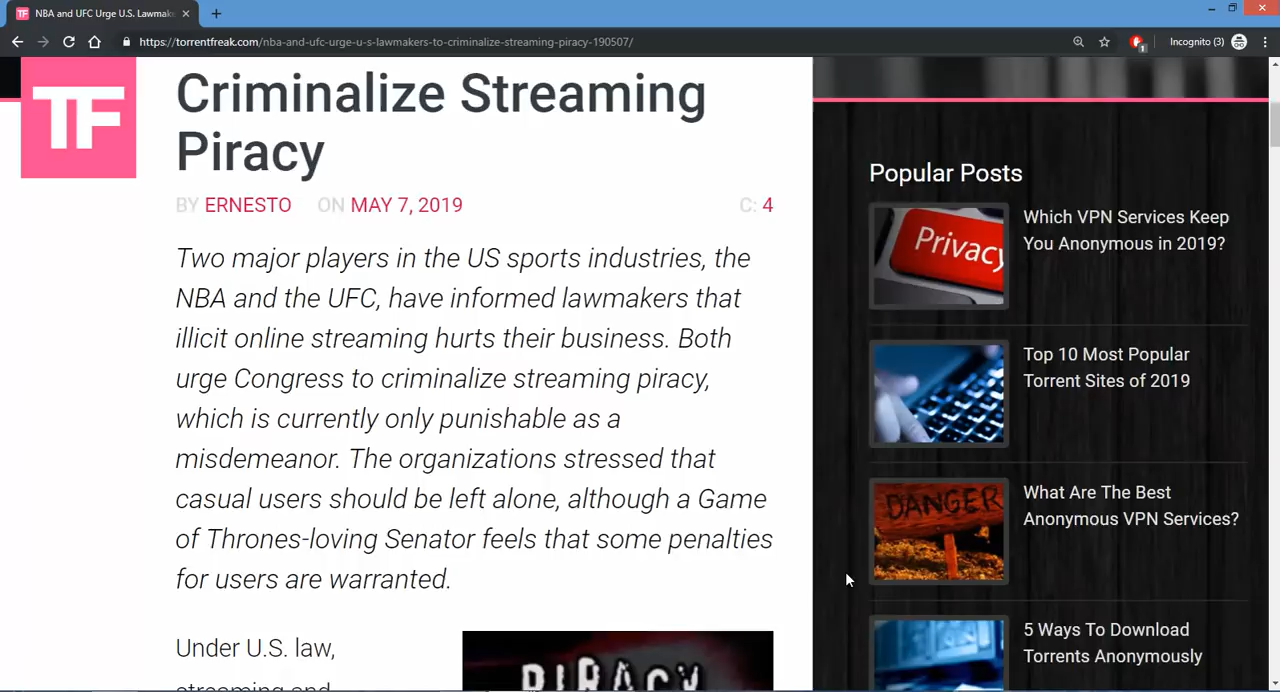 NBA and UFC Urge U.S. Lawmak
https://torrentfreak.com/nba-and-ufc-urge-u-s-lawmakers-to-criminalize-streaming-piracy-190507/
1
Incognito (3)
TF
Criminalize Streaming
Piracy
BY ERNESTO ON MAY 7, 2019 C: 4
Two major players in the US sports industries, the
NBA and the UFC, have informed lawmakers that
illicit online streaming hurts their business. Both
urge Congress to criminalize streaming piracy,
which is currently only punishable as a
misdemeanor. The organizations stressed that
casual users should be left alone, although a Game
of Thrones-loving Senator feels that some penalties
for users are warranted.
Under U.S. law,
streaming and
PIRACY
Popular Posts
Privacy
Which VPN Services Keep
You Anonymous in 2019?
Top 10 Most Popular
Torrent Sites of 2019
DANGER
What Are The Best
Anonymous VPN Services?
5 Ways To Download
Torrents Anonymously